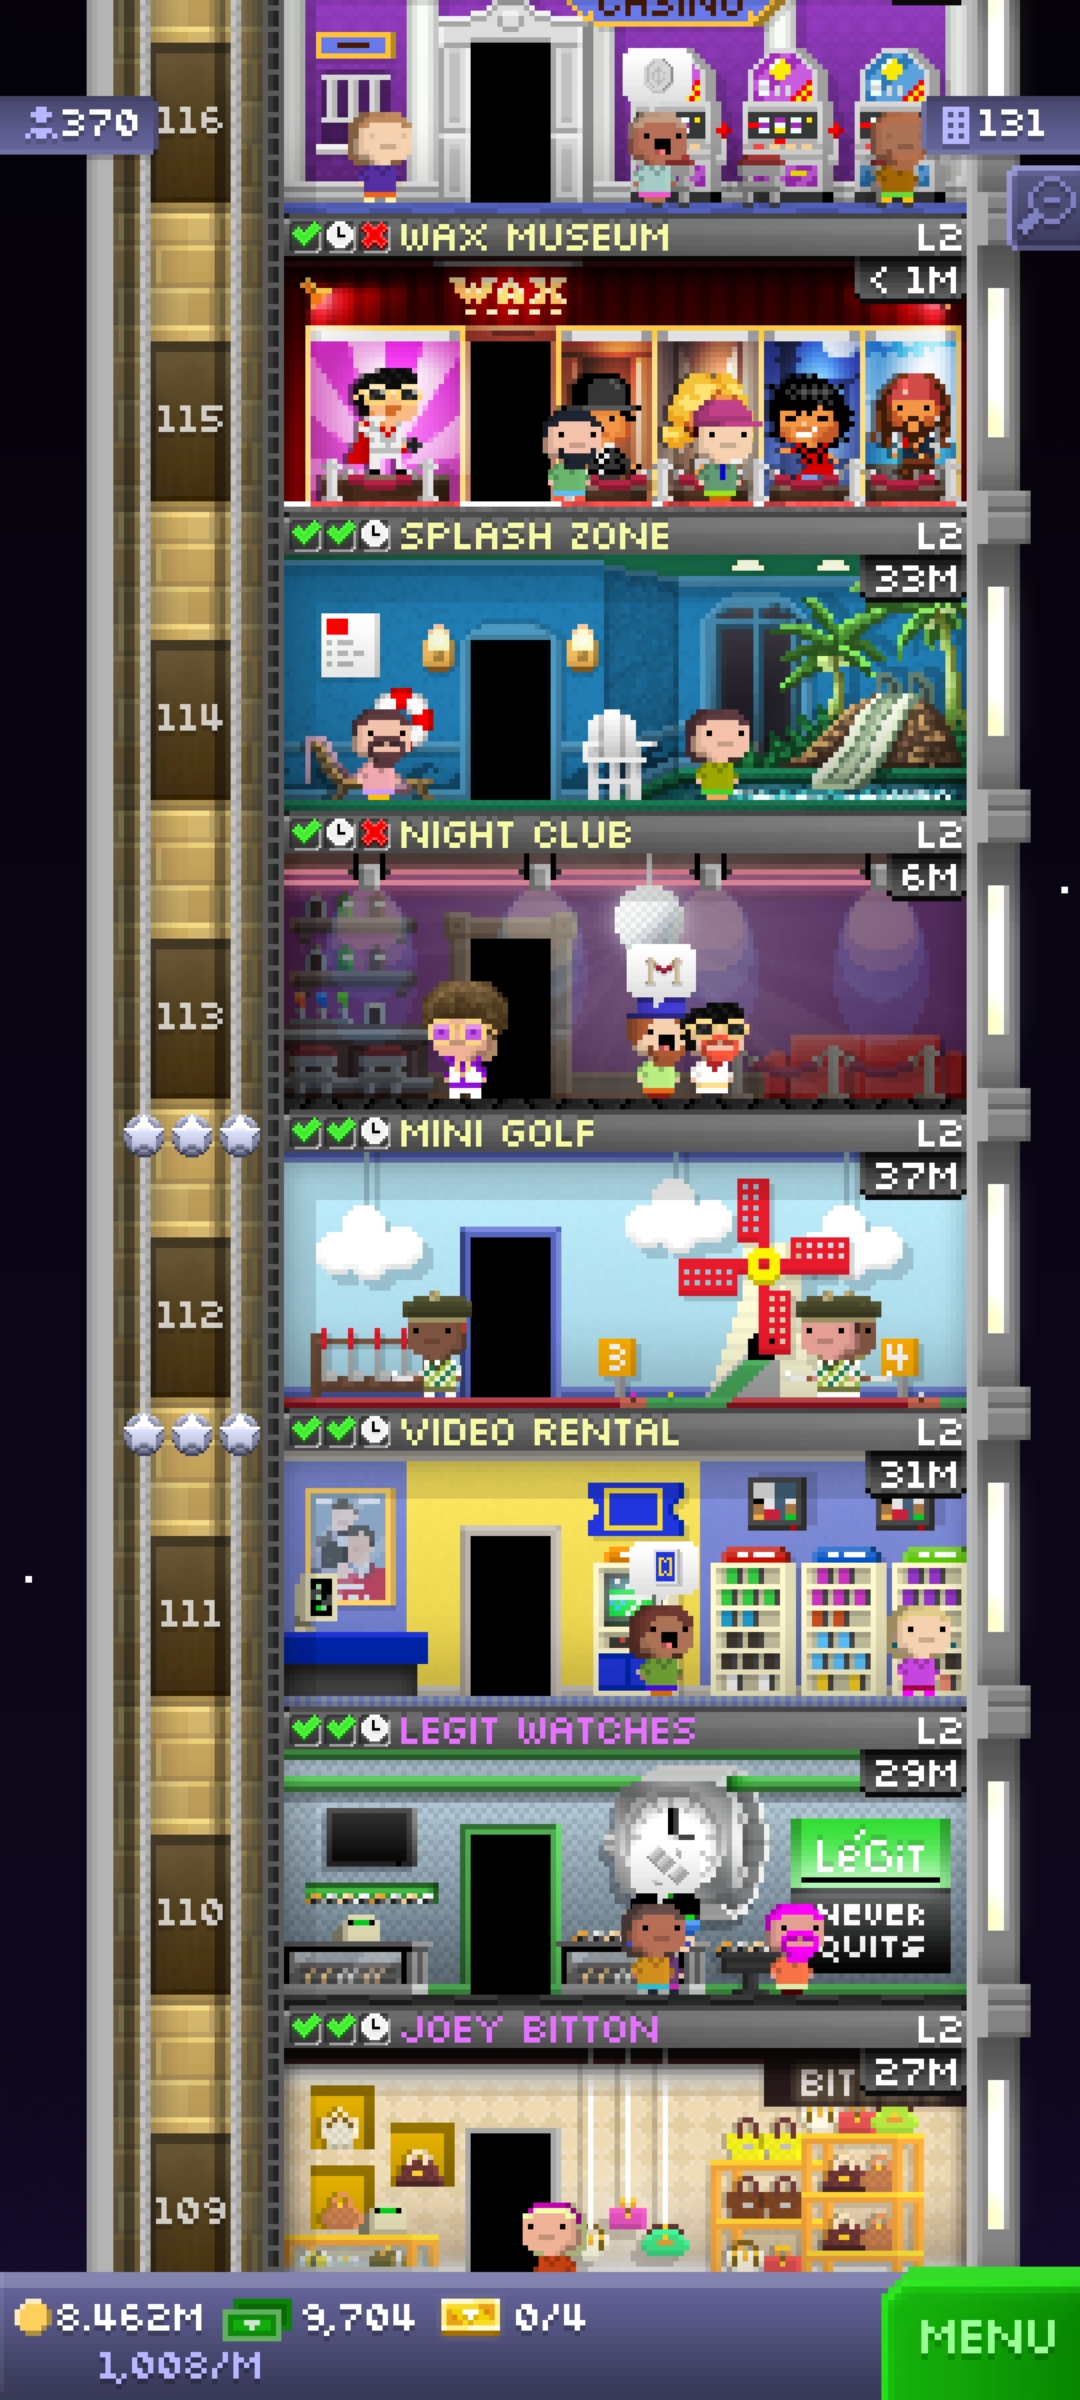 CASINO
116
370
131
WAX MUSEUM L2
< 1M
WAX
115
SPLASH ZONE L2
33M
114
NIGHT CLUB L2
6M
M
113
MINI GOLF L2
37M
112
3
4
VIDEO RENTAL L2
31M
111
LEGIT WATCHES L2
29M
LéGiT
NEVER
QUITS
110
JOEY BITTON L2
27M
BIT
109
8.462M 9,704 0/4
1,008/M
MENU